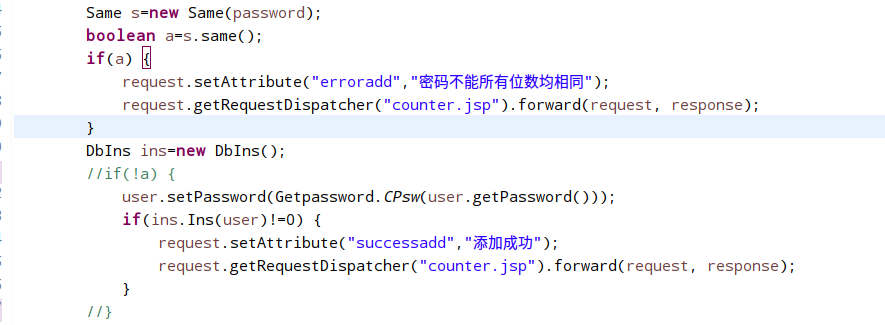 Same s=new Same(password);
boolean a=s.same();
if(a) {
request.setAttribute("erroradd","密码不能所有位数均相同");
request.getRequestDispatcher("counter.jsp").forward(request, response);
}
DbIns ins=new DbIns();
//if(!a) {
user.setPassword(Getpassword.CPsw(user.getPassword()));
if(ins.Ins(user)!=0) {
request.setAttribute("successadd","添加成功");
request.getRequestDispatcher("counter.jsp").forward(request, response);
}
//}